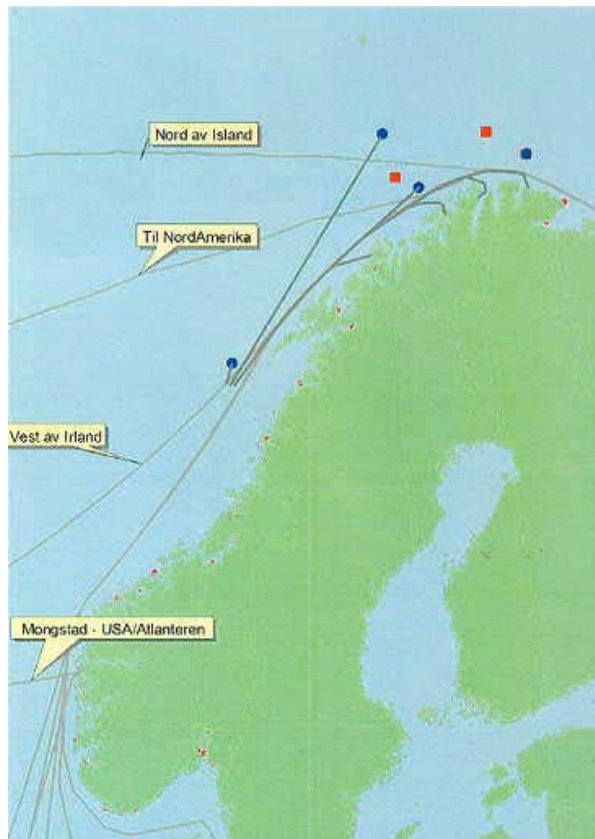 Nord av Island
Til NordAmerika
Vest av Irland
Mongstad - USA/Atlanteren